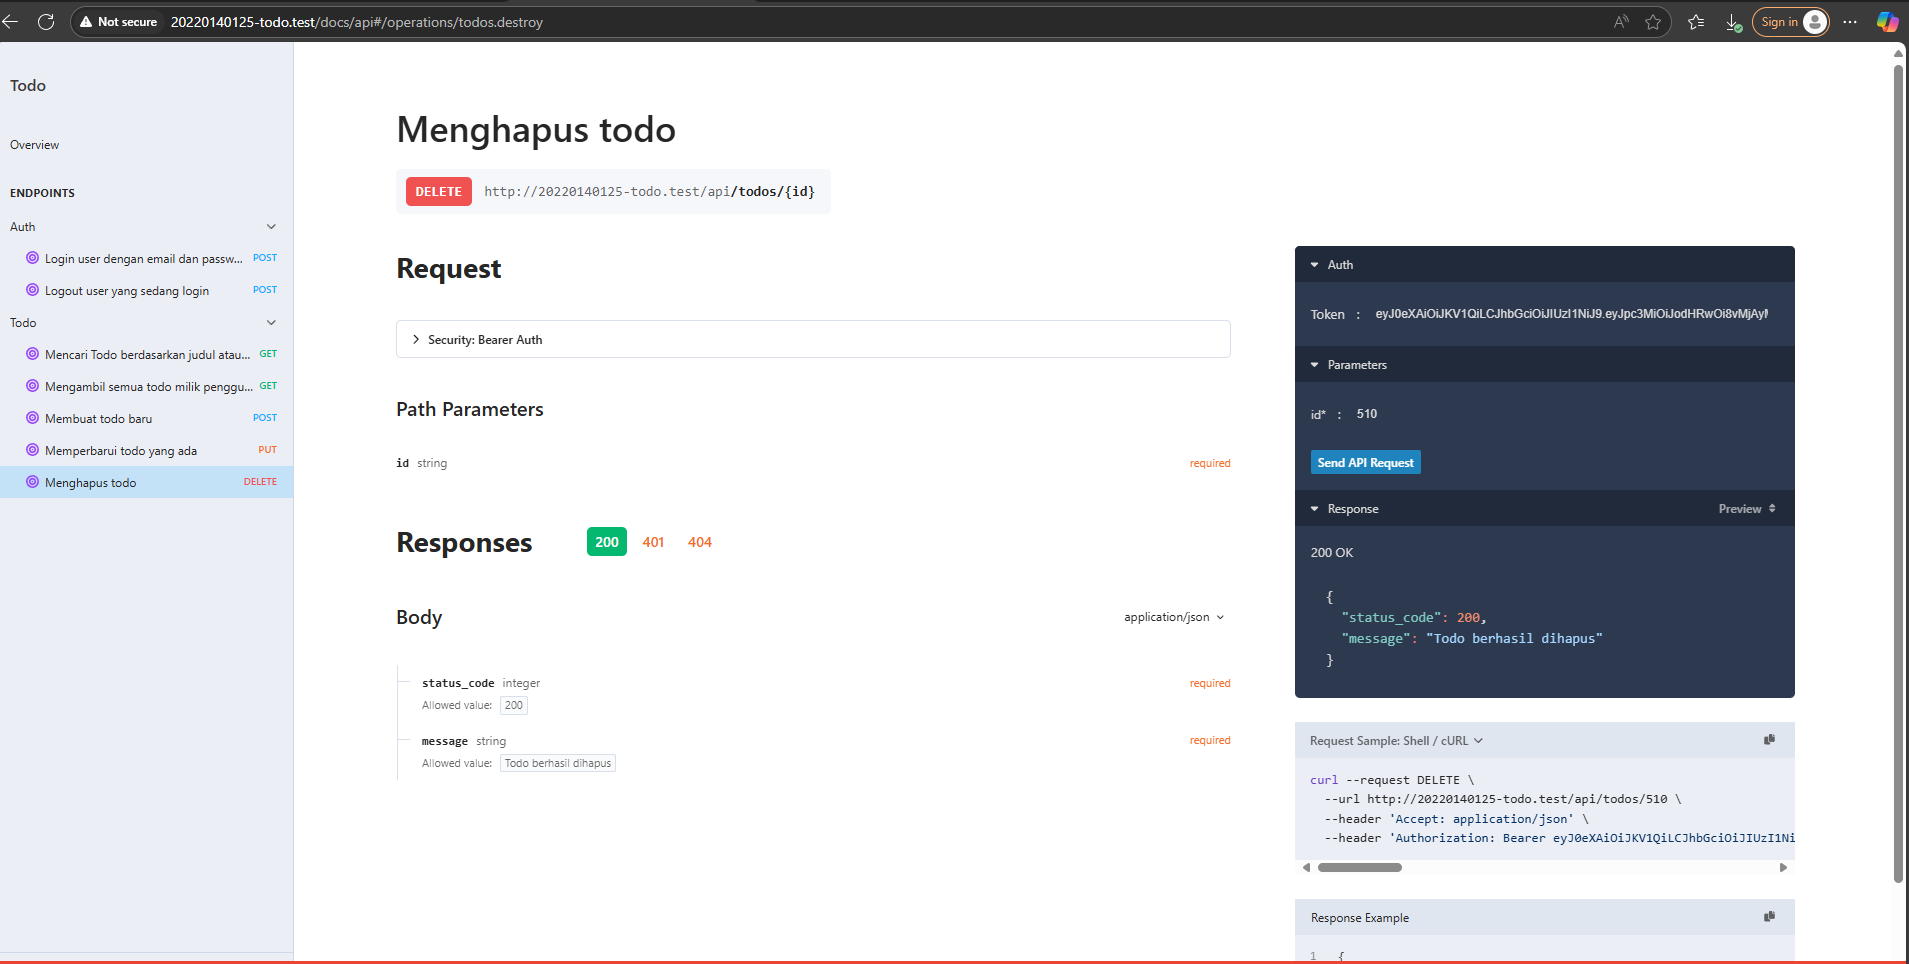 Not secure 20220140125-todo.test/docs/api#/operations/todos.destroy
Sign in
Todo
Overview
ENDPOINTS
Auth
Login user dengan email dan passw... POST
Logout user yang sedang login POST
Todo
Mencari Todo berdasarkan judul atau... GET
Mengambil semua todo milik penggu... GET
Membuat todo baru POST
Memperbarui todo yang ada PUT
Menghapus todo DELETE
Menghapus todo
DELETE http://20220140125-todo.test/api/todos/{id}
Request
Security: Bearer Auth
Path Parameters
id string required
Responses 200 401 404
Body application/json
status_code integer required
Allowed value: 200
message string required
Allowed value: Todo berhasil dihapus
Auth
Token : eyJ0eXAiOiJKV1QiLCJhbGciOiJIUzI1NiJ9.eyJpc3MiOiJodHRwOi8vMjAy
Parameters
id* : 510
Send API Request
Response Preview
200 OK
{
"status_code": 200,
"message": "Todo berhasil dihapus"
}
Request Sample: Shell / cURL
curl --request DELETE \
--url http://20220140125-todo.test/api/todos/510 \
--header 'Accept: application/json' \
--header 'Authorization: Bearer eyJ0eXAiOiJKV1QiLCJhbGciOiJIUzI1Ni
Response Example
1 {